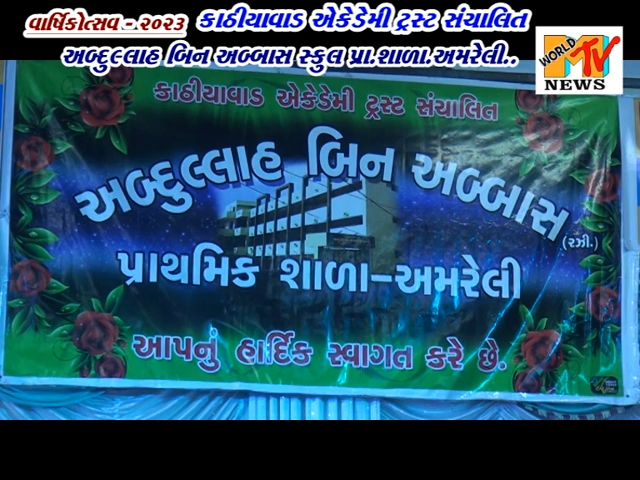 વાર્ષિકોત્સવ - ૨૦૨૩ કાઠીયાવાડ એકેડેમી ટ્રસ્ટ સંચાલિત
અબ્દુલ્લાહ બિન અબ્બાસ સ્કુલ પ્રા.શાળા.અમરેલી..
WORLD
MTV
NEWS
કાઠીયાવાડ એકેડેમી ટ્રસ્ટ સંચાલિત
અબ્દુલ્લાહ બિન અબ્બાસ
(રઝી.)
પ્રાથમિક શાળા-અમરેલી
આપનું હાર્દિક સ્વાગત કરે છે.